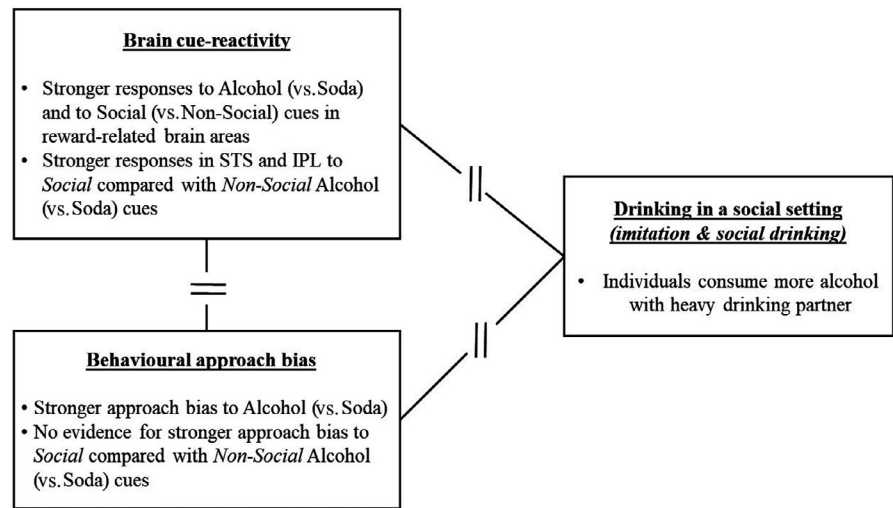 Brain cue-reactivity
• Stronger responses to Alcohol (vs.Soda)
and to Social (vs.Non-Social) cues in
reward-related brain areas
• Stronger responses in STS and IPL to
Social compared with Non-Social Alcohol
(vs.Soda) cues
Behavioural approach bias
• Stronger approach bias to Alcohol (vs.Soda)
• No evidence for stronger approach bias to
Social compared with Non-Social Alcohol
(vs.Soda) cues
Drinking in a social setting
(imitation & social drinking)
• Individuals consume more alcohol
with heavy drinking partner